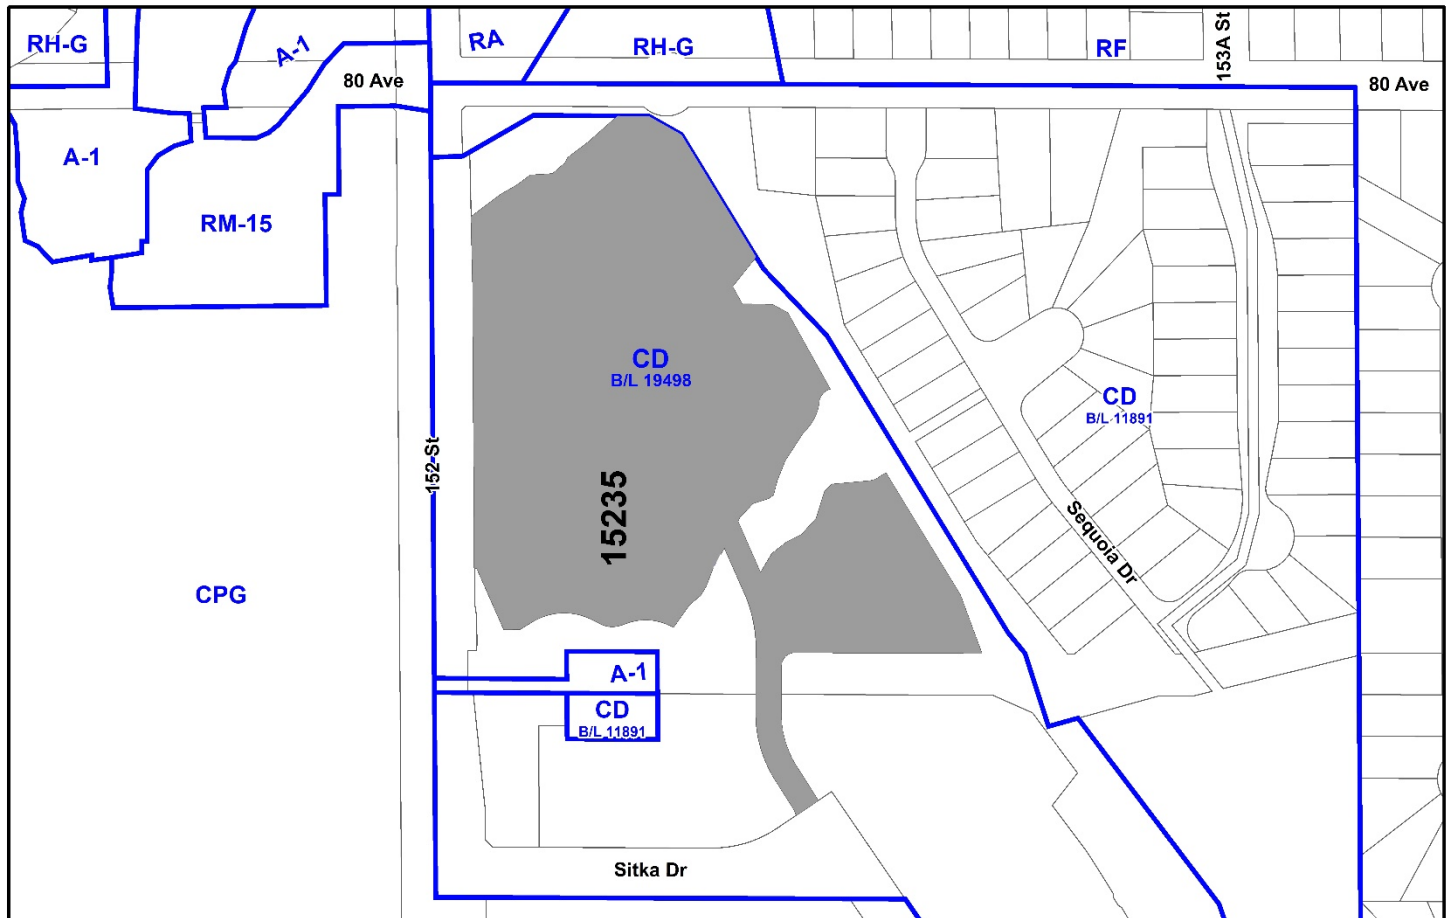 RH-G
A-1
RA
RH-G
RF
153A St
80 Ave
80 Ave
A-1
RM-15
CD
B/L 19498
CD
B/L 11891
152 St
15235
Sequoia Dr
CPG
A-1
CD
B/L 11891
Sitka Dr